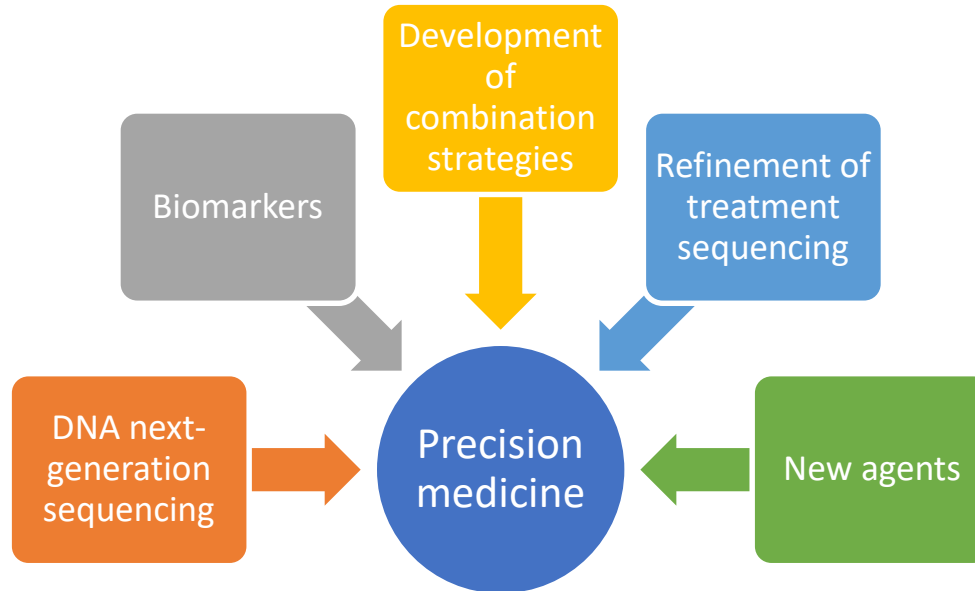 Development
of
combination
strategies
Biomarkers
Refinement of
treatment
sequencing
DNA next-
generation
sequencing
Precision
medicine
New agents